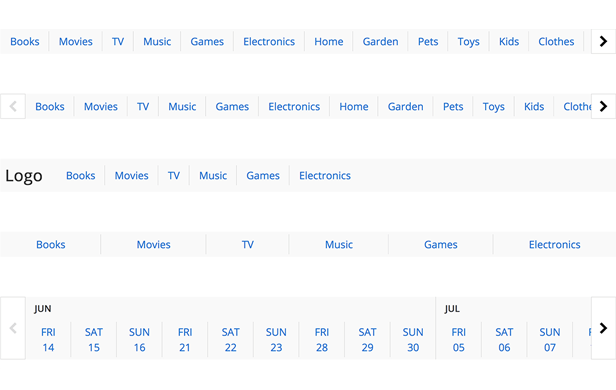 Books Movies TV Music Games Electronics Home Garden Pets Toys Kids Clothes
Books Movies TV Music Games Electronics Home Garden Pets Toys Kids Clothe
Logo Books Movies TV Music Games Electronics
Books Movies TV Music Games Electronics
JUN JUL
FRI SAT SUN FRI SAT SUN FRI SAT SUN FRI SAT SUN
14 15 16 21 22 23 28 29 30 05 06 07